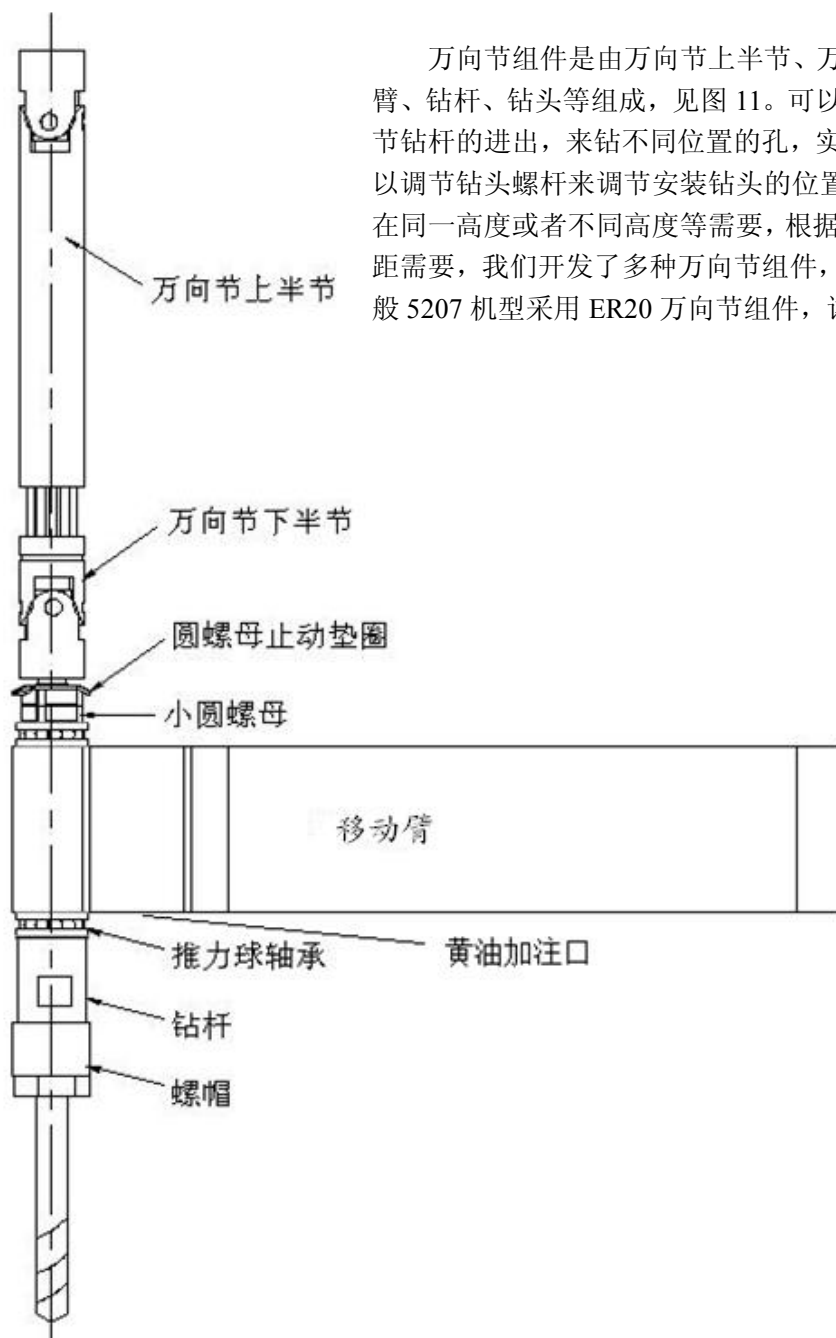 万向节组件是由万向节上半节、万
臂、钻杆、钻头等组成，见图 11。可以
节钻杆的进出，来钻不同位置的孔，实
以调节钻头螺杆来调节安装钻头的位置
在同一高度或者不同高度等需要，根据
距需要，我们开发了多种万向节组件，
般 5207 机型采用 ER20 万向节组件，
万向节上半节
万向节下半节
圆螺母止动垫圈
小圆螺母
移动臂
推力球轴承
黄油加注口
钻杆
螺帽